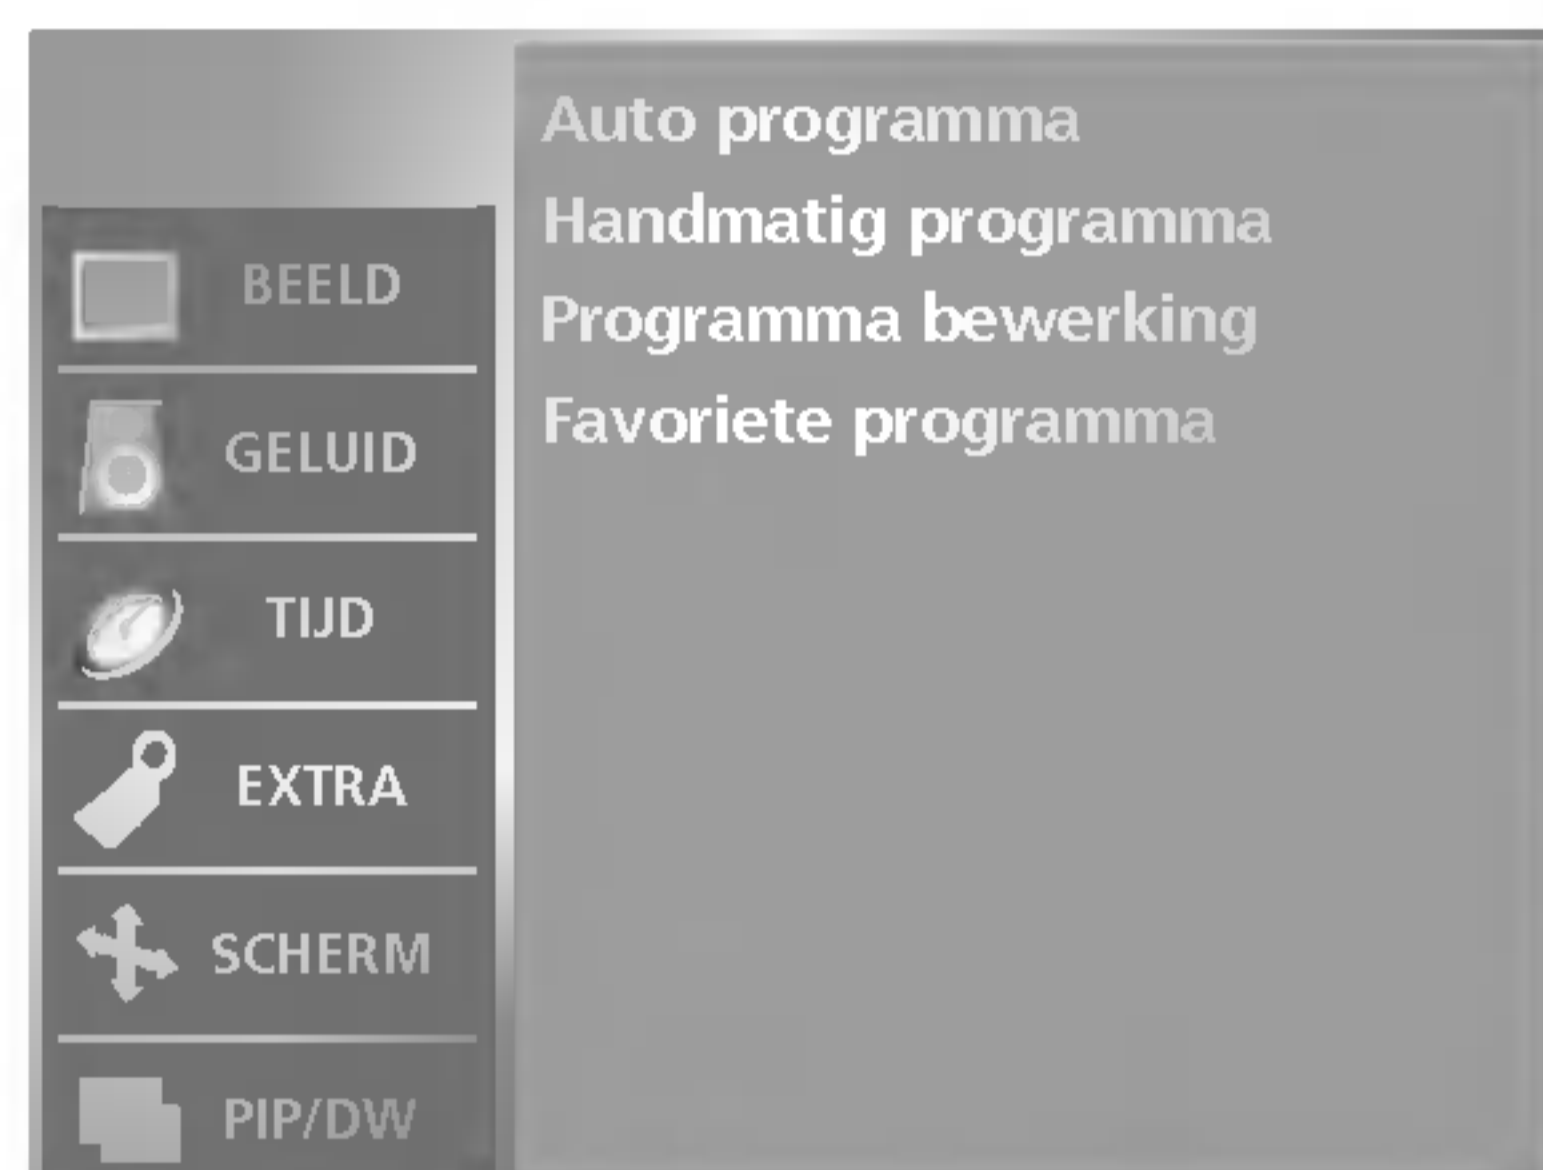 Auto programma
Handmatig programma
Programma bewerking
Favoriete programma
BEELD
GELUID
TIJD
EXTRA
SCHERM
PIP/DW